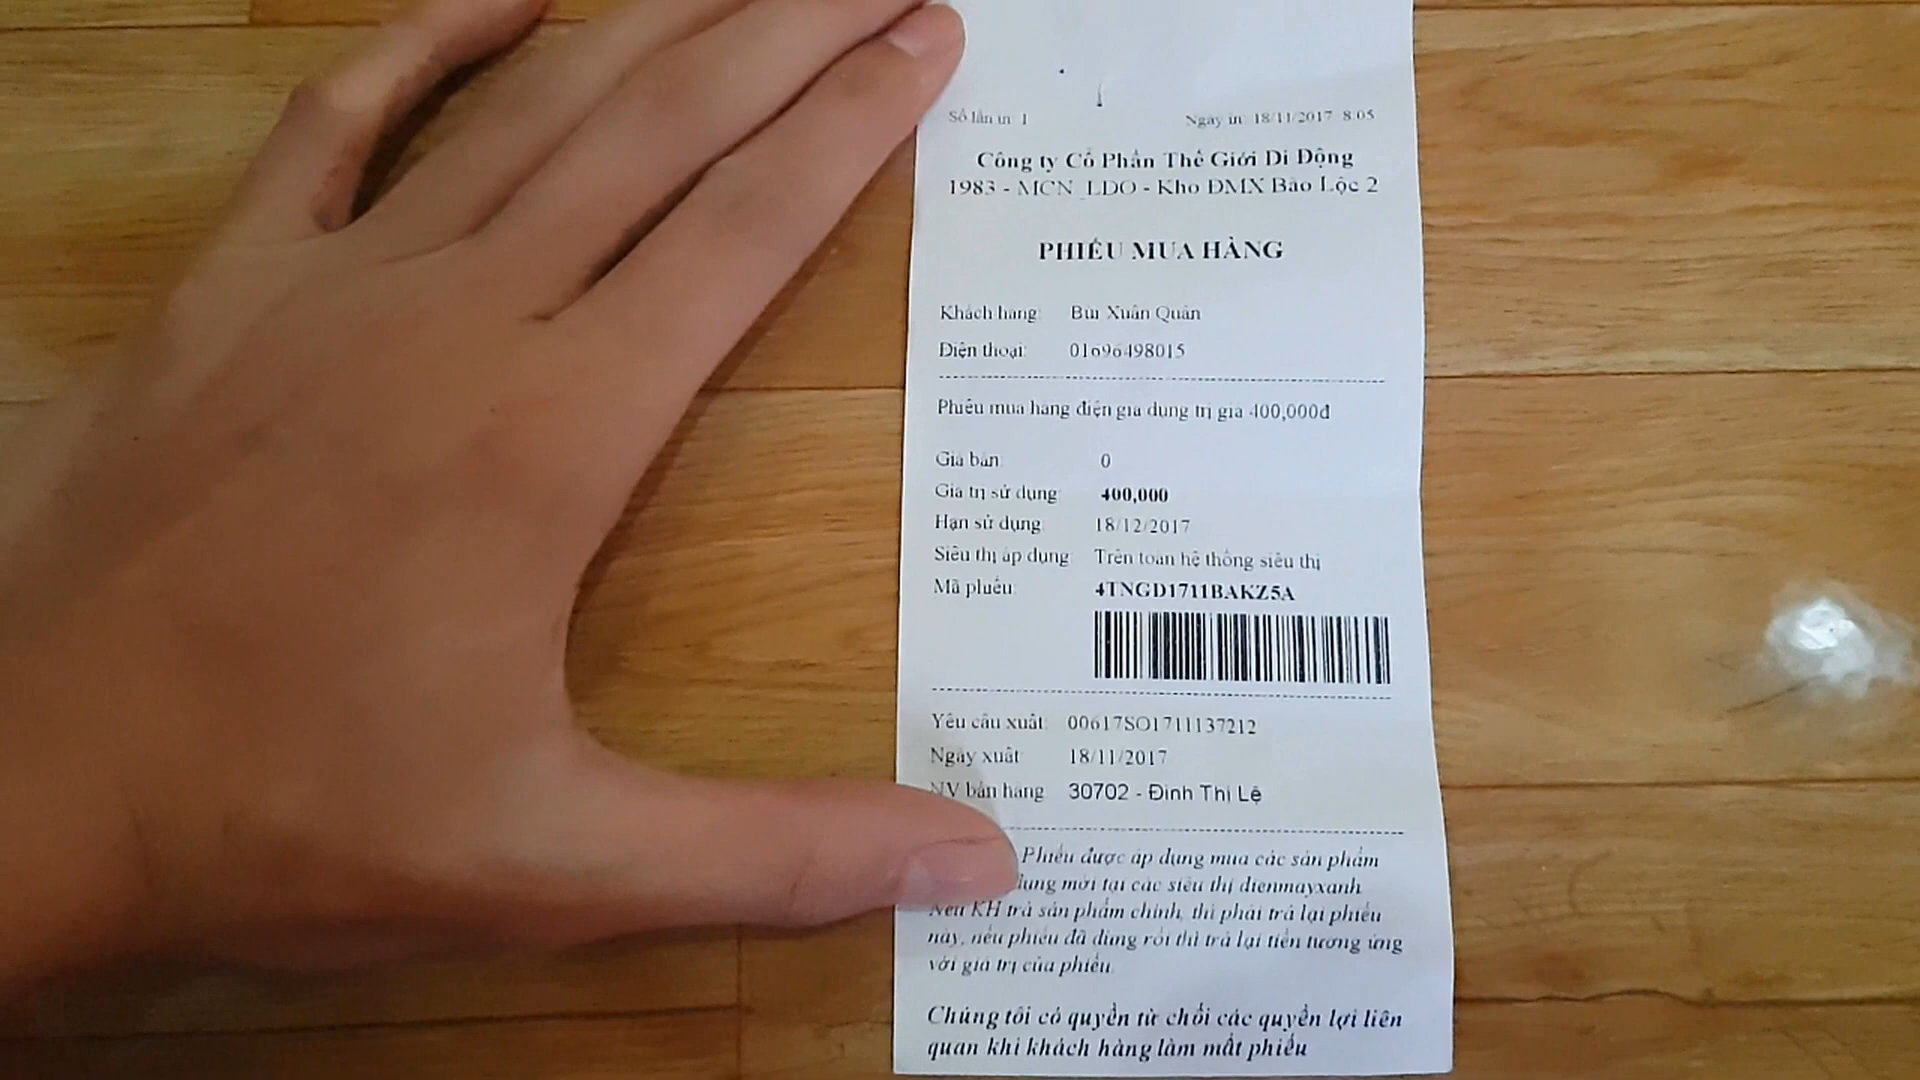 Số lần in: 1 Ngày in: 18/11/2017 8:05
Công ty Cổ Phần Thế Giới Di Động
1983 - MCN_LDO - Kho ĐMX Bảo Lộc 2
PHIẾU MUA HÀNG
Khách hàng: Bùi Xuân Quân
Điện thoại: 01696498015
Phiếu mua hàng điện gia dụng trị giá 400,000đ
Giá bán: 0
Giá trị sử dụng: 400,000
Hạn sử dụng: 18/12/2017
Siêu thị áp dụng: Trên toàn hệ thống siêu thị
Mã phiếu: 4TNGD1711BAKZ5A
Yêu cầu xuất: 00617SO1711137212
Ngày xuất: 18/11/2017
NV bán hàng: 30702 - Đinh Thị Lệ
Phiếu được áp dụng mua các sản phẩm
dụng mới tại các siêu thị dienmayxanh
Nếu KH trả sản phẩm chính, thì phải trả lại phiếu
này, nếu phiếu đã dùng rồi thì trả lại tiền tương ứng
với giá trị của phiếu.
Chúng tôi có quyền từ chối các quyền lợi liên
quan khi khách hàng làm mất phiếu